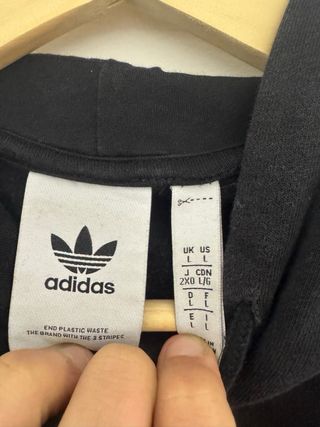 adidas
END PLASTIC WASTE
THE BRAND WITH THE 3 STRIPES
UK US
L L
J CDN
2XO L/G
D F
L L
E I
L L